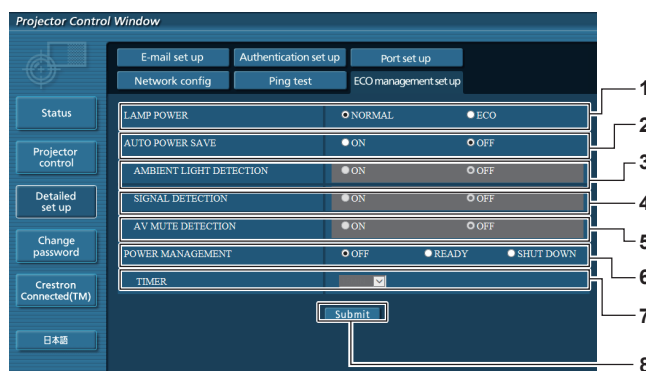 Projector Control Window
E-mail set up Authentication set up Port set up
Network config Ping test ECO management set up
Status
Projector
control
Detailed
set up
Change
password
Crestron
Connected(TM)
日本語
LAMP POWER NORMAL ECO 1
AUTO POWER SAVE ON OFF 2
AMBIENT LIGHT DETECTION ON OFF 3
SIGNAL DETECTION ON OFF 4
AV MUTE DETECTION ON OFF 5
POWER MANAGEMENT OFF READY SHUT DOWN 6
TIMER 7
Submit 8